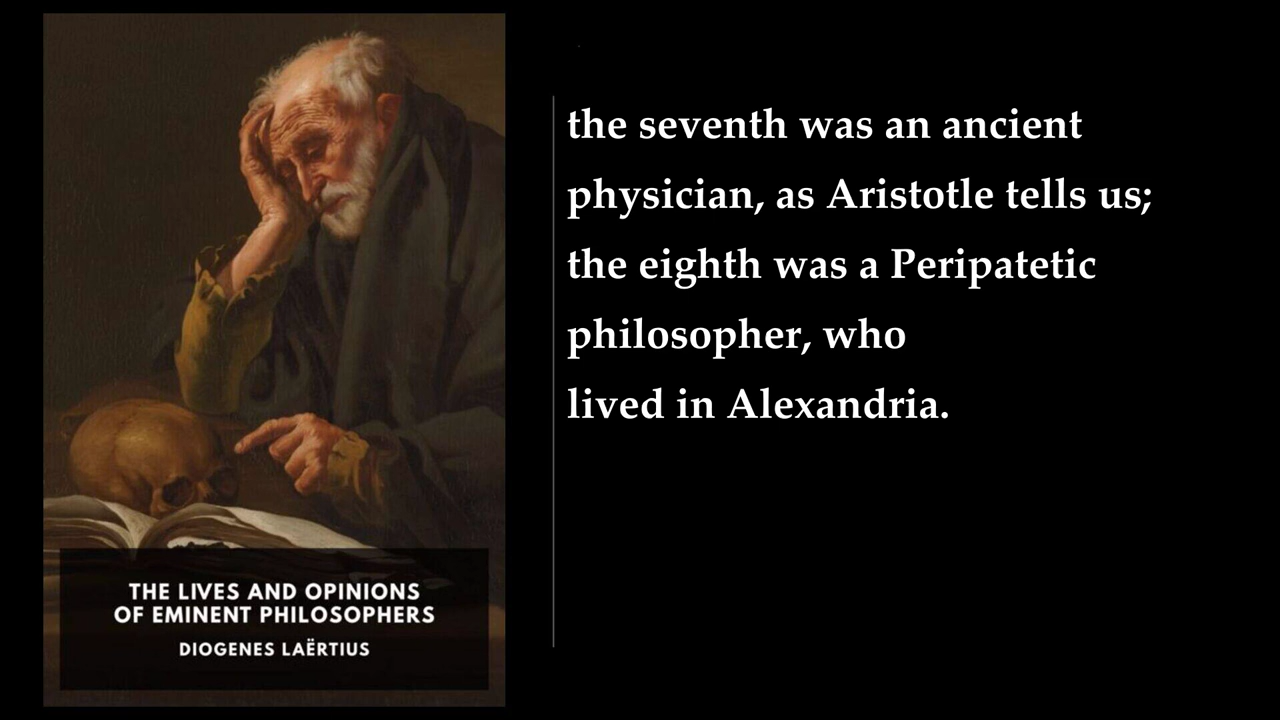 the seventh was an ancient
physician, as Aristotle tells us;
the eighth was a Peripatetic
philosopher, who
lived in Alexandria.
THE LIVES AND OPINIONS
OF EMINENT PHILOSOPHERS
DIOGENES LAËRTIUS